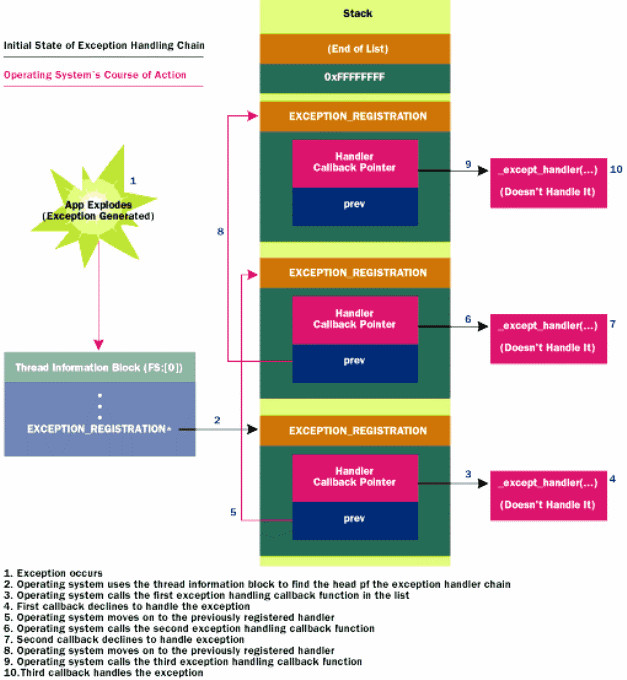 Stack
Initial State of Exception Handling Chain
(End of List)
Operating System`s Course of Action
0xFFFFFFFF
EXCEPTION_REGISTRATION
1
Handler
Callback Pointer
9
_except_handler(...)
10
(Doesn't Handle It)
App Explodes
(Exception Generated)
prev
8
EXCEPTION_REGISTRATION
Handler
Callback Pointer
6
_except_handler(...)
7
(Doesn't Handle It)
prev
Thread Information Block (FS:[0])
EXCEPTION_REGISTRATION*
2
EXCEPTION_REGISTRATION
Handler
Callback Pointer
3
_except_handler(...)
4
(Doesn't Handle It)
5
prev
1. Exception occurs
2. Operating system uses the thread information block to find the head pf the exception handler chain
3. Operating system calls the first exception handling callback function in the list
4. First callback declines to handle the exception
5. Operating system moves on to the previously registered handler
6. Operating system calls the second exception handling callback function
7. Second callback declines to handle exception
8. Operating system moves on to the previously registered handler
9. Operating system calls the third exception handling callback function
10.Third callback handles the exception